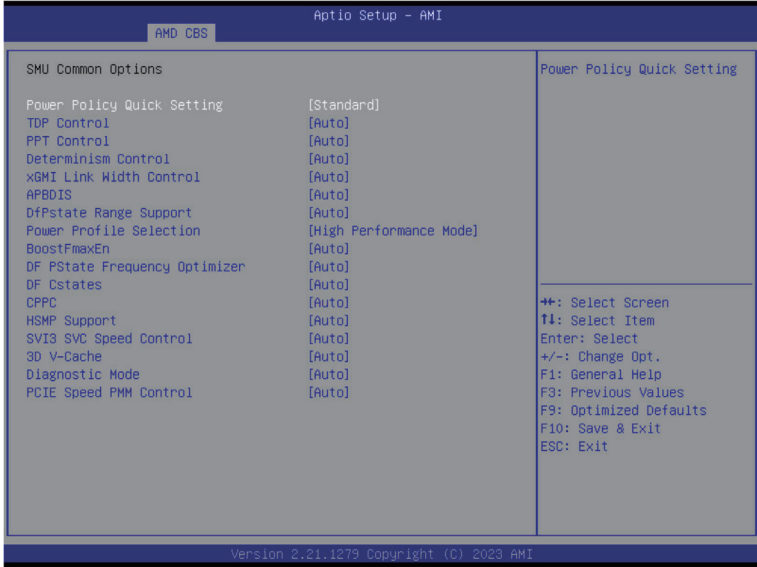 Aptio Setup – AMI
AMD CBS
SMU Common Options
Power Policy Quick Setting [Standard]
TDP Control [Auto]
PPT Control [Auto]
Determinism Control [Auto]
xGMI Link Width Control [Auto]
APBDIS [Auto]
DfPstate Range Support [Auto]
Power Profile Selection [High Performance Mode]
BoostFmaxEn [Auto]
DF PState Frequency Optimizer [Auto]
DF Cstates [Auto]
CPPC [Auto]
HSMP Support [Auto]
SVI3 SVC Speed Control [Auto]
3D V-Cache [Auto]
Diagnostic Mode [Auto]
PCIE Speed PMM Control [Auto]
Power Policy Quick Setting
→←: Select Screen
↑↓: Select Item
Enter: Select
+/-: Change Opt.
F1: General Help
F3: Previous Values
F9: Optimized Defaults
F10: Save & Exit
ESC: Exit
Version 2.21.1279 Copyright (C) 2023 AMI